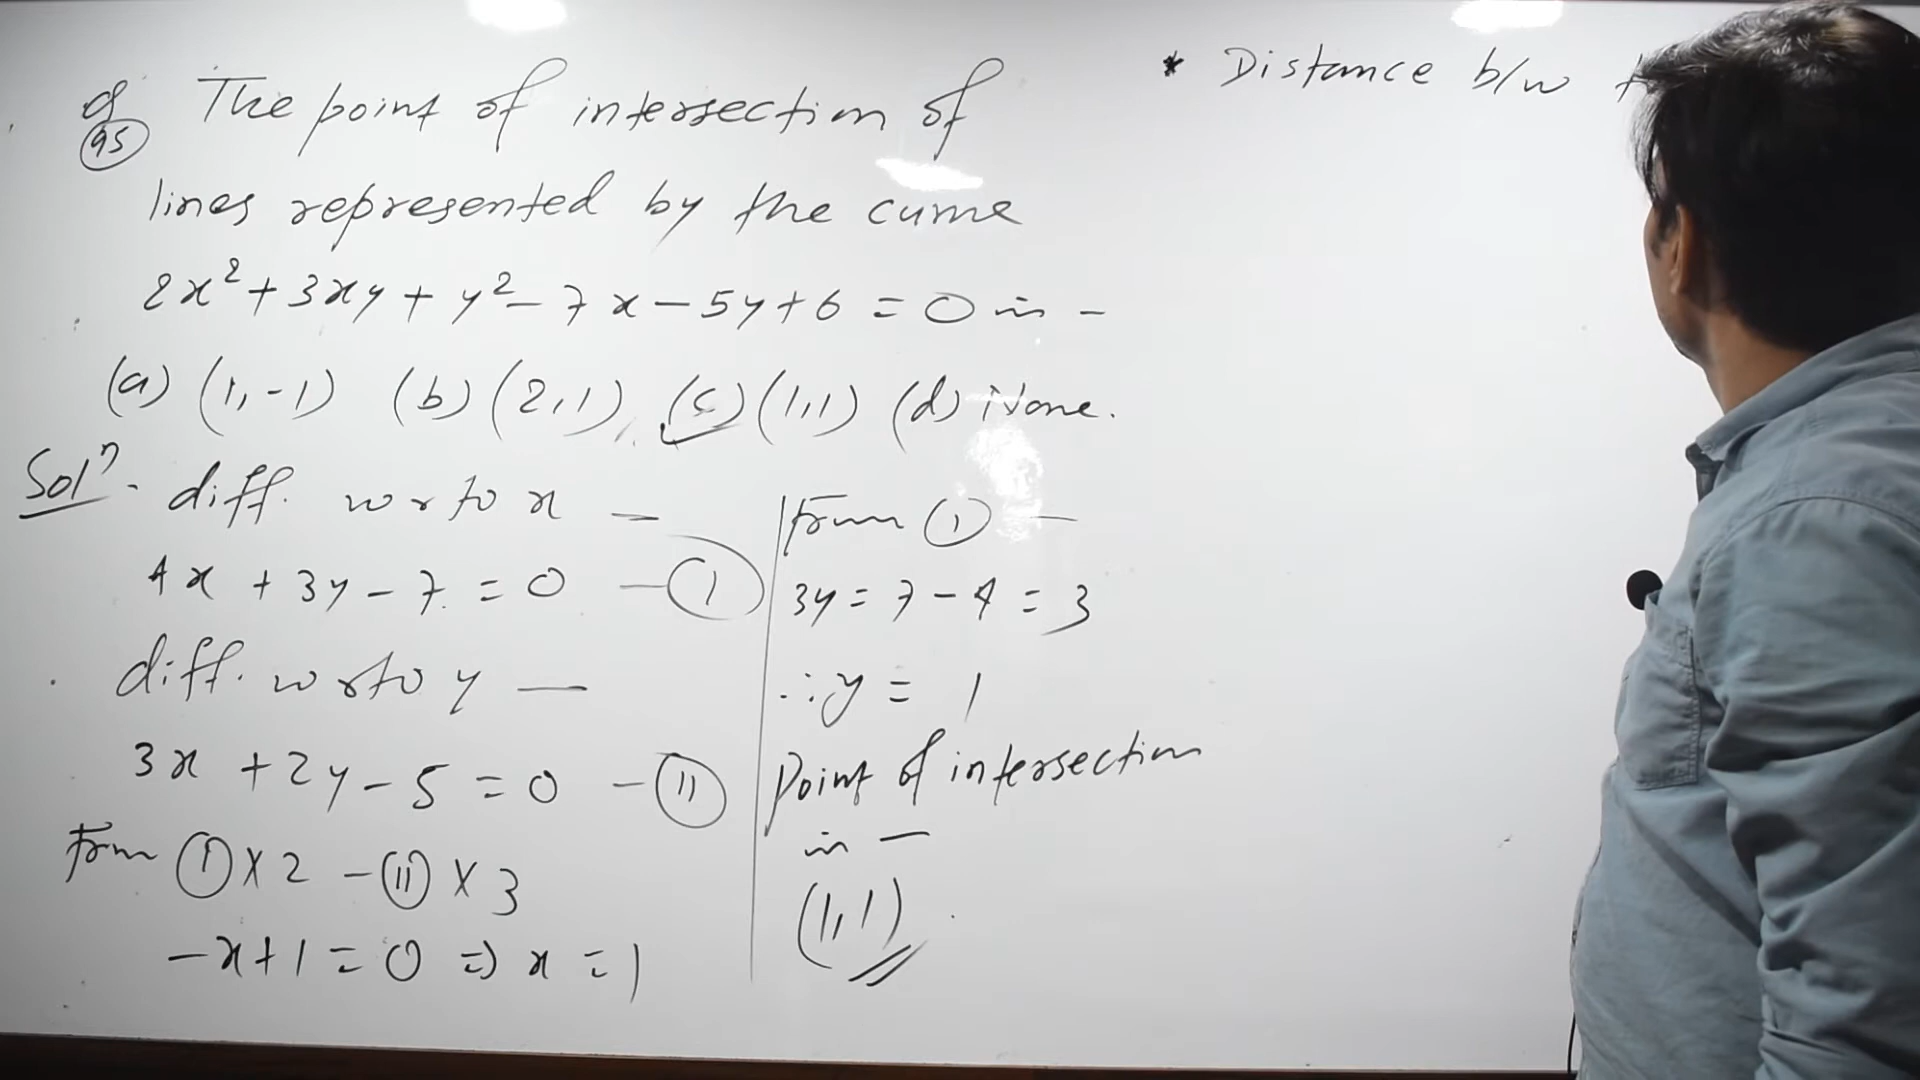 Q 95 The point of intersection of
lines represented by the curve
2x² + 3xy + y² - 7x - 5y + 6 = 0 is -
(a) (1, -1) (b) (2, 1) (c) (1, 1) (d) None.
Solⁿ - diff. w r to x —
4x + 3y - 7 = 0 — (I)
diff. w r to y —
3x + 2y - 5 = 0 — (II)
from (I) X 2 - (II) X 3
-x + 1 = 0 => x = 1
from (I) —
3y = 7 - 4 = 3
∴ y = 1
Point of intersection
is —
(1, 1)
* Distance b/w